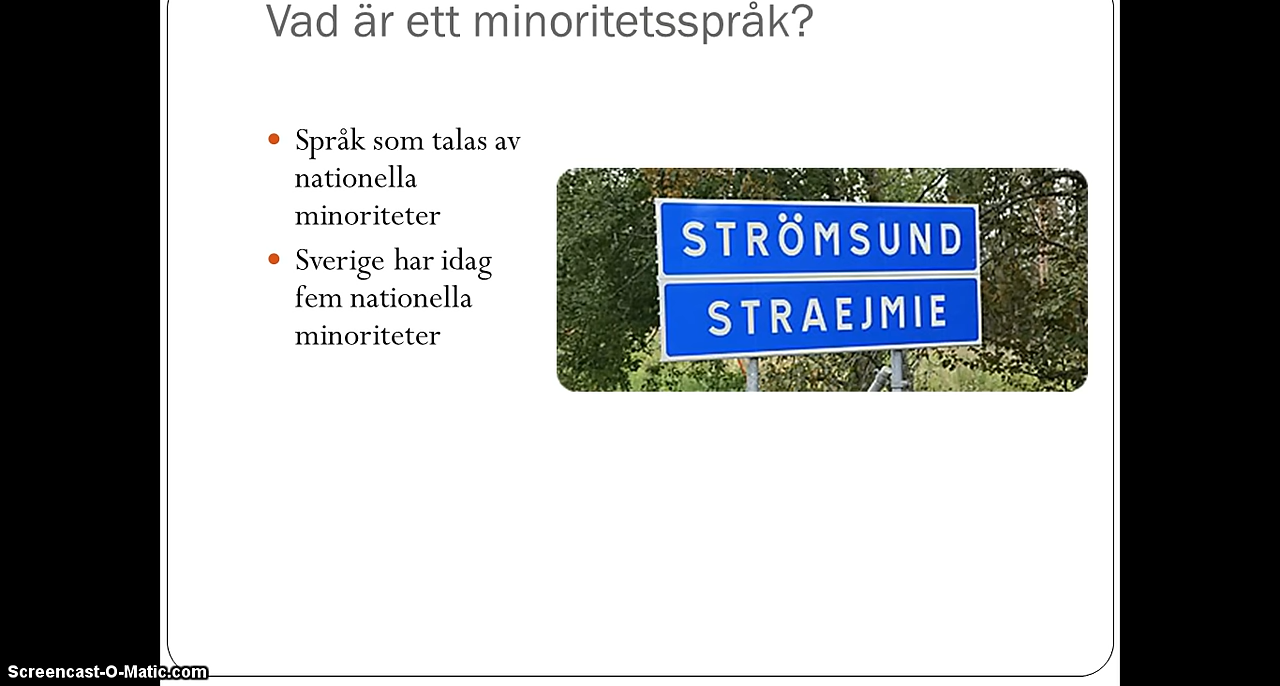 Vad är ett minoritetsspråk?
Språk som talas av
nationella
minoriteter
Sverige har idag
fem nationella
minoriteter
STRÖMSUND
STRAEJMIE
Screencast-O-Matic.com